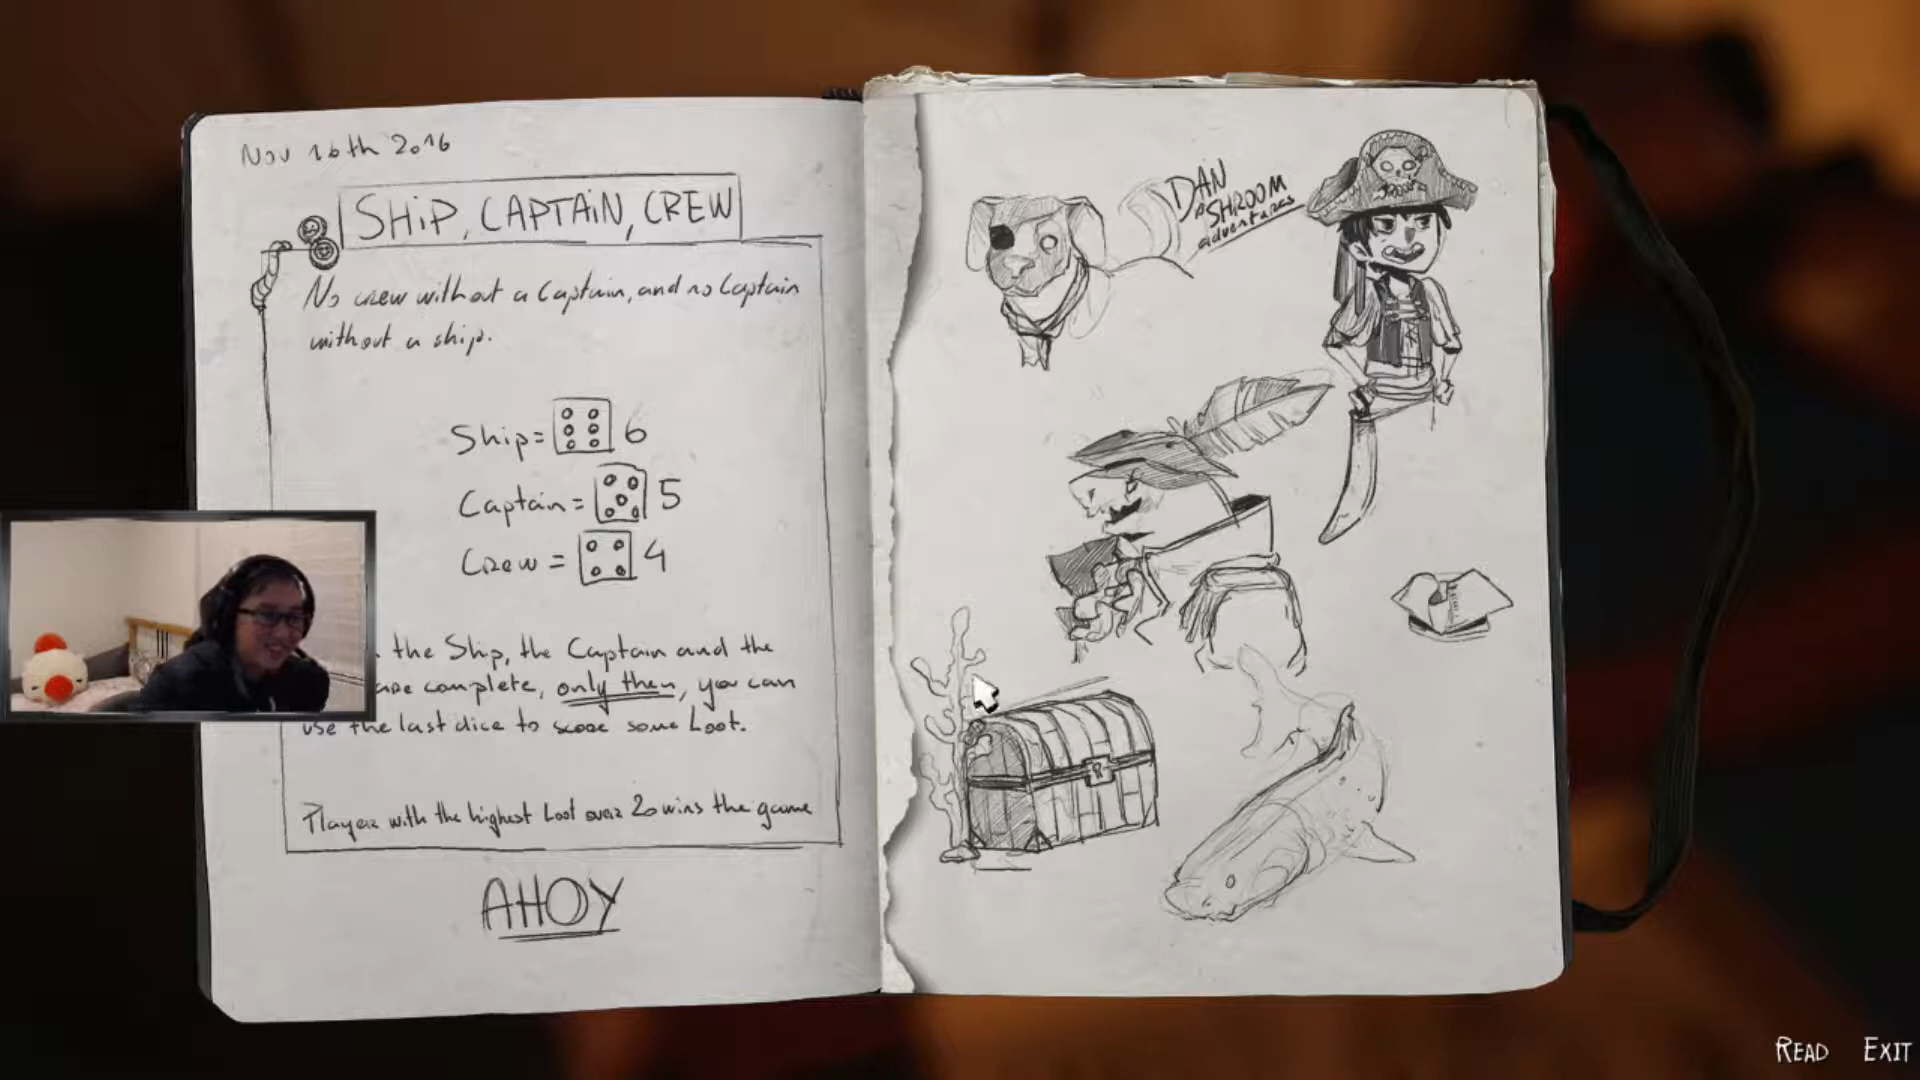 Nov 16th 2016
SHIP, CAPTAIN, CREW
No crew without a Captain, and no Captain
without a ship.
Ship = 6
Captain = 5
Crew = 4
the Ship, the Captain and the
are complete, only then, you can
use the last dice to score some Loot.
Player with the highest Loot over 20 wins the game
AHOY
DAN
SHROOM
adventures
READ EXIT